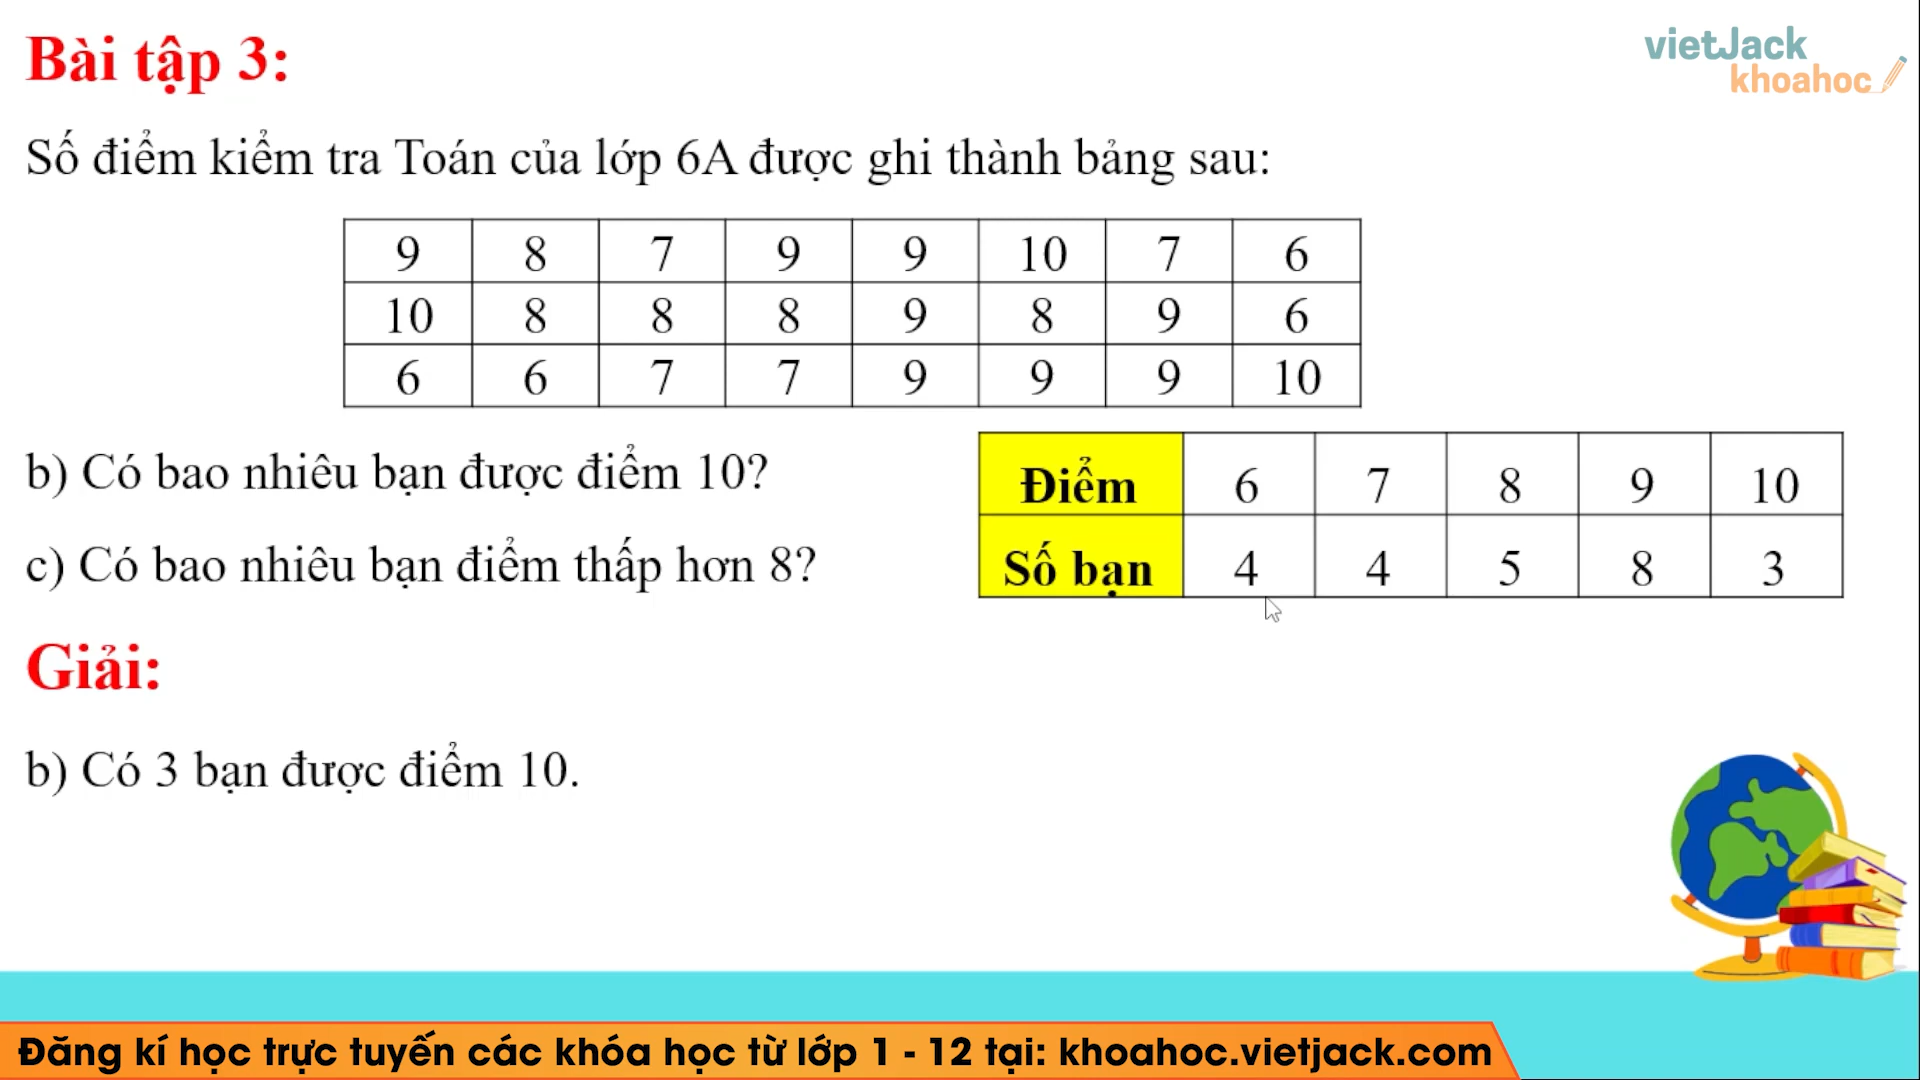 Bài tập 3:
vietJack
khoahoc
Số điểm kiểm tra Toán của lớp 6A được ghi thành bảng sau:
9 8 7 9 9 10 7 6
10 8 8 8 9 8 9 6
6 6 7 7 9 9 9 10
b) Có bao nhiêu bạn được điểm 10?
c) Có bao nhiêu bạn điểm thấp hơn 8?
Điểm 6 7 8 9 10
Số bạn 4 4 5 8 3
Giải:
b) Có 3 bạn được điểm 10.
Đăng kí học trực tuyến các khóa học từ lớp 1 - 12 tại: khoahoc.vietjack.com